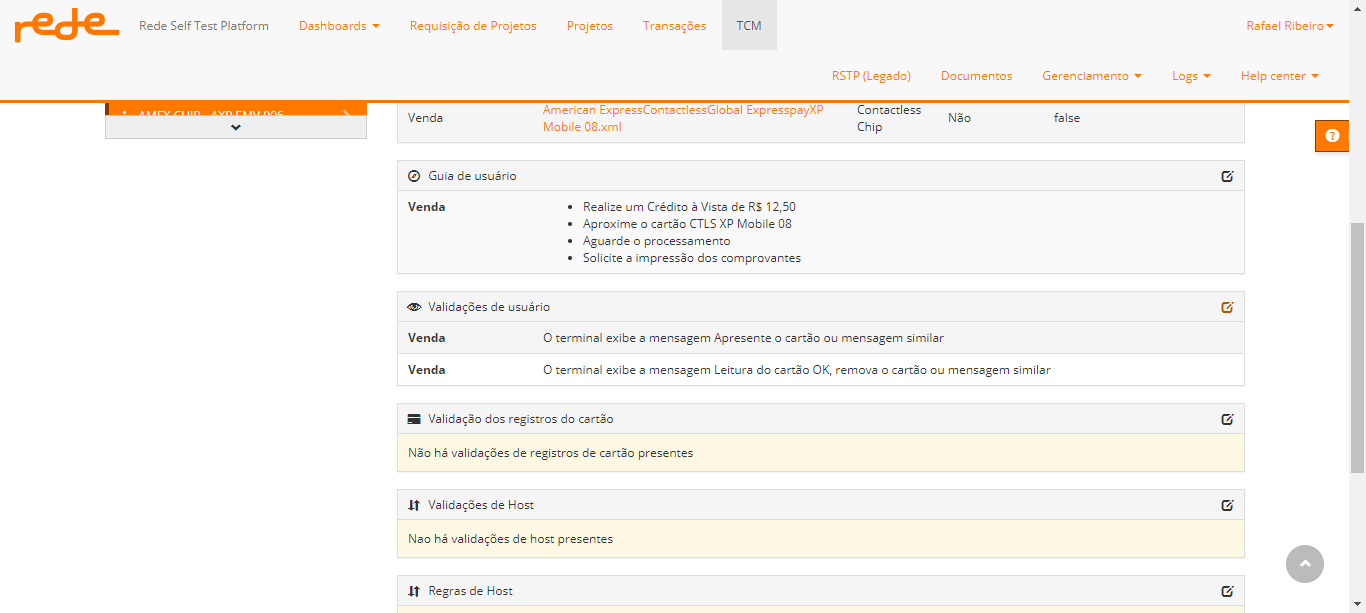 rede
Rede Self Test Platform
Dashboards
Requisição de Projetos
Projetos
Transações
TCM
Rafael Ribeiro
RSTP (Legado)
Documentos
Gerenciamento
Logs
Help center
AMEX CHIP - AXP EMV 006
Venda
American ExpressContactlessGlobal ExpresspayXP
Mobile 08.xml
Contactless
Chip
Não
false
Guia de usuário
Venda
Realize um Crédito à Vista de R$ 12,50
Aproxime o cartão CTLS XP Mobile 08
Aguarde o processamento
Solicite a impressão dos comprovantes
Validações de usuário
Venda
O terminal exibe a mensagem Apresente o cartão ou mensagem similar
Venda
O terminal exibe a mensagem Leitura do cartão OK, remova o cartão ou mensagem similar
Validação dos registros do cartão
Não há validações de registros de cartão presentes
Validações de Host
Nao há validações de host presentes
Regras de Host